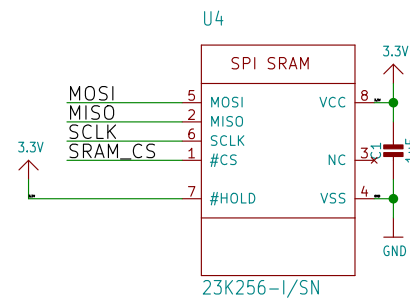 U4
3.3V
SPI SRAM
MOSI 5 MOSI VCC 8
MISO 2 MISO
SCLK 6 SCLK
SRAM_CS 1 #CS NC 3
C1
3.3V
7 #HOLD VSS 4
GND
23K256-I/SN